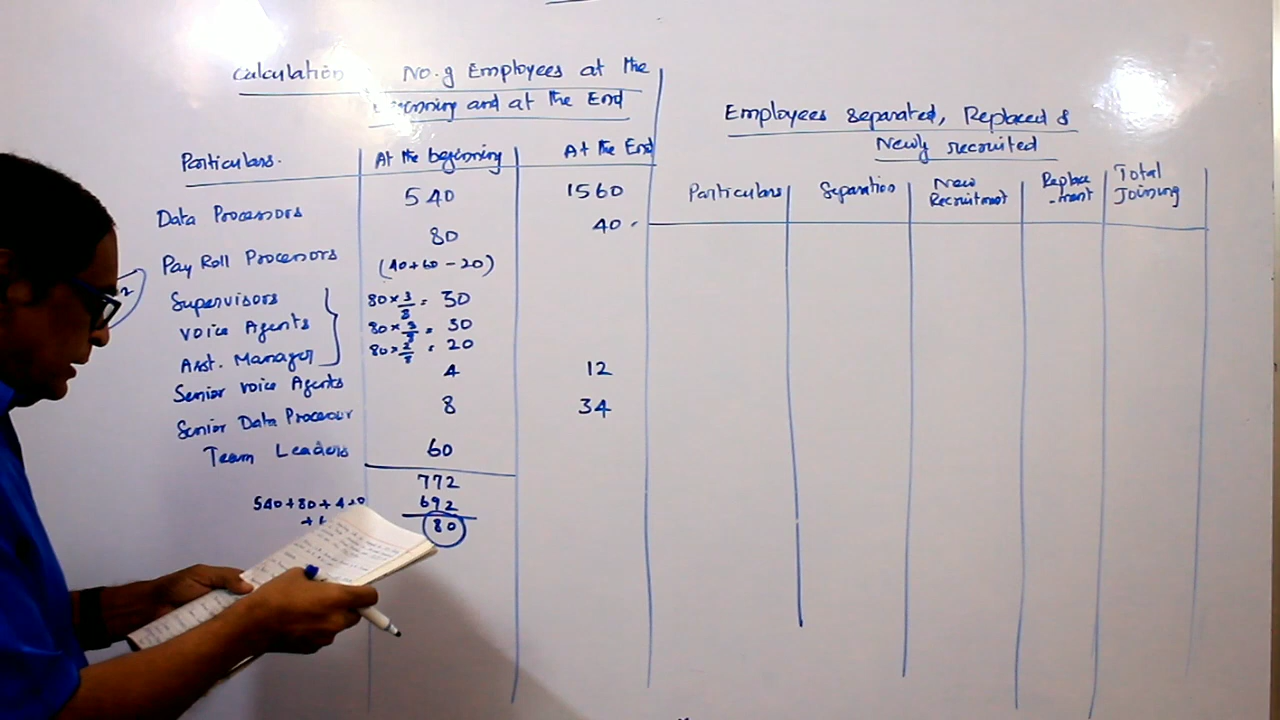 Calculation No. g Employees at the
Beginning and at the End
Particulars. At the beginning At the End
Data Processors 540 1560
Pay Roll Processors 80 40
(40+60-20)
Supervisors 80 × 3/8 = 30
Voice Agents 80 × 3/8 = 30
Asst. Manager 80 × 2/8 = 20
Senior Voice Agents 4 12
Senior Data Processor 8 34
Team Leaders 60
772
540+80+4+8 692
80
Employees separated, Replaced &
Newly recruited
Particulars Separation New Recruitment Replace-ment Total Joining